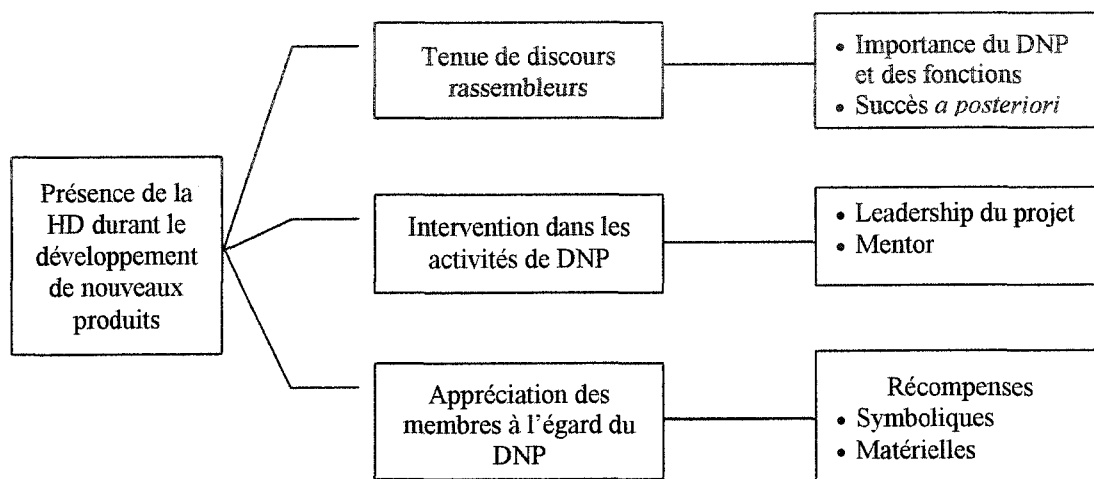 Présence de la
HD durant le
développement
de nouveaux
produits
Tenue de discours
rassembleurs
• Importance du DNP
et des fonctions
• Succès a posteriori
Intervention dans les
activités de DNP
• Leadership du projet
• Mentor
Appréciation des
membres à l'égard du
DNP
Récompenses
• Symboliques
• Matérielles